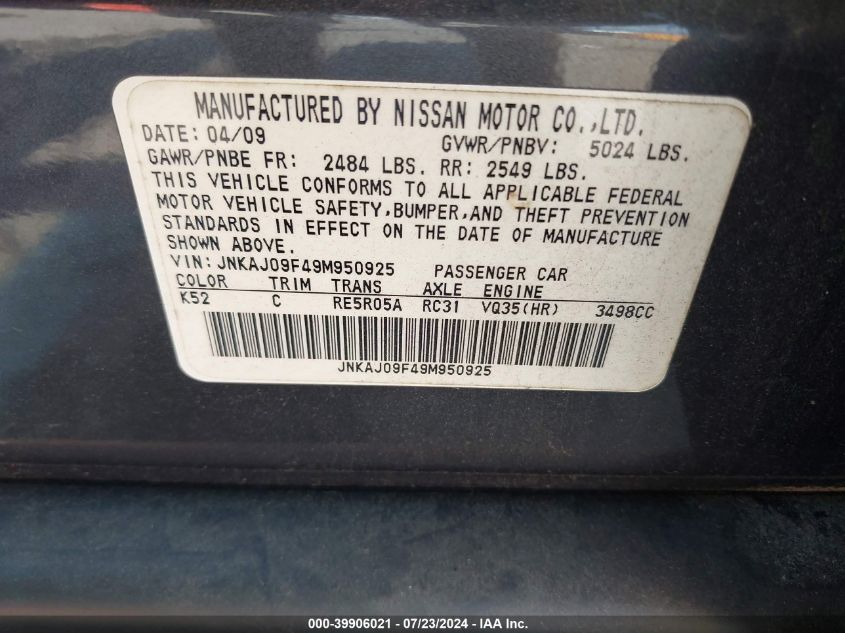 MANUFACTURED BY NISSAN MOTOR CO.,LTD.
DATE: 04/09 GVWR/PNBV: 5024 LBS.
GAWR/PNBE FR: 2484 LBS. RR: 2549 LBS.
THIS VEHICLE CONFORMS TO ALL APPLICABLE FEDERAL
MOTOR VEHICLE SAFETY,BUMPER,AND THEFT PREVENTION
STANDARDS IN EFFECT ON THE DATE OF MANUFACTURE
SHOWN ABOVE.
VIN: JNKAJ09F49M950925 PASSENGER CAR
COLOR TRIM TRANS AXLE ENGINE
K52 C RE5R05A RC31 VQ35(HR) 3498CC
JNKAJ09F49M950925
000-39906021 - 07/23/2024 - IAA Inc.